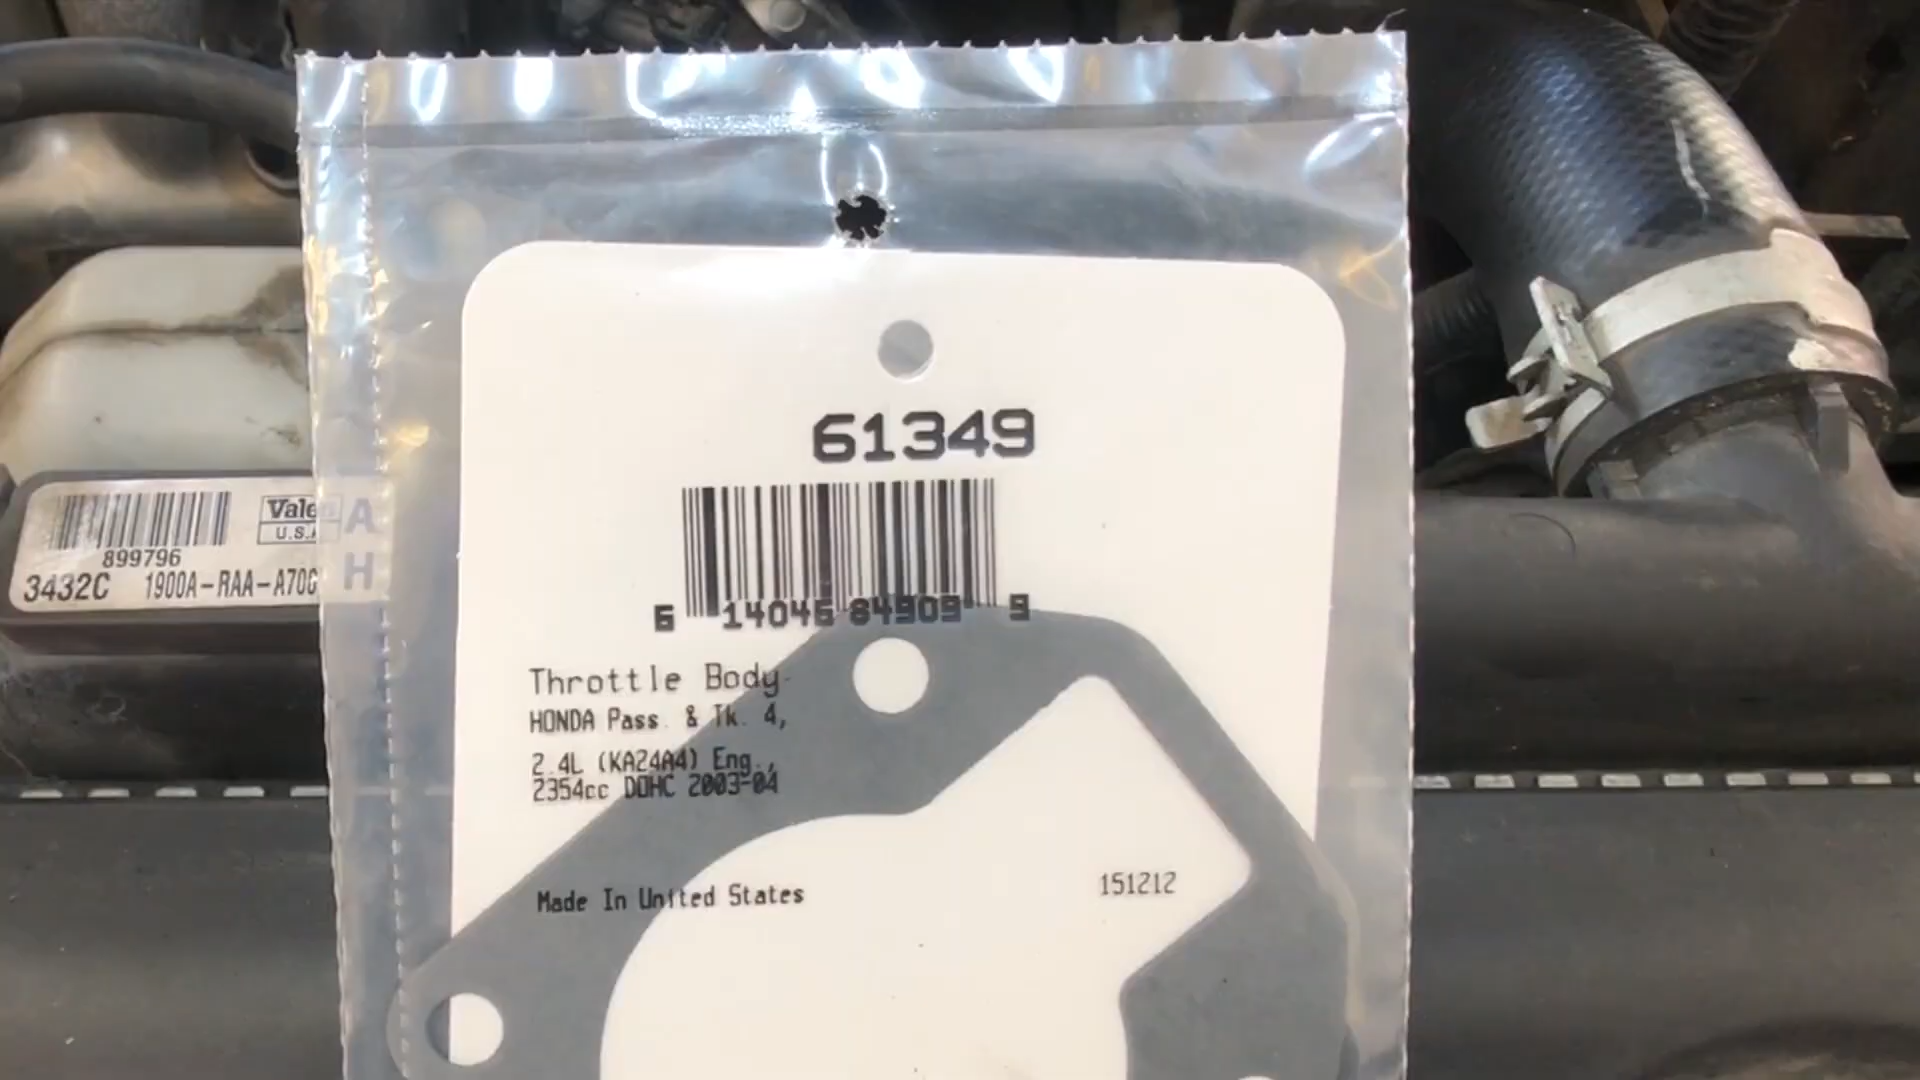 61349
6 14046 84909 9
Throttle Body
HONDA Pass. & Tk. 4,
2.4L (KA24A4) Eng.,
2354cc DOHC 2003-04
Made In United States
151212
Vale
U.S.A
899796
3432C 1900A-RAA-A70
A
H